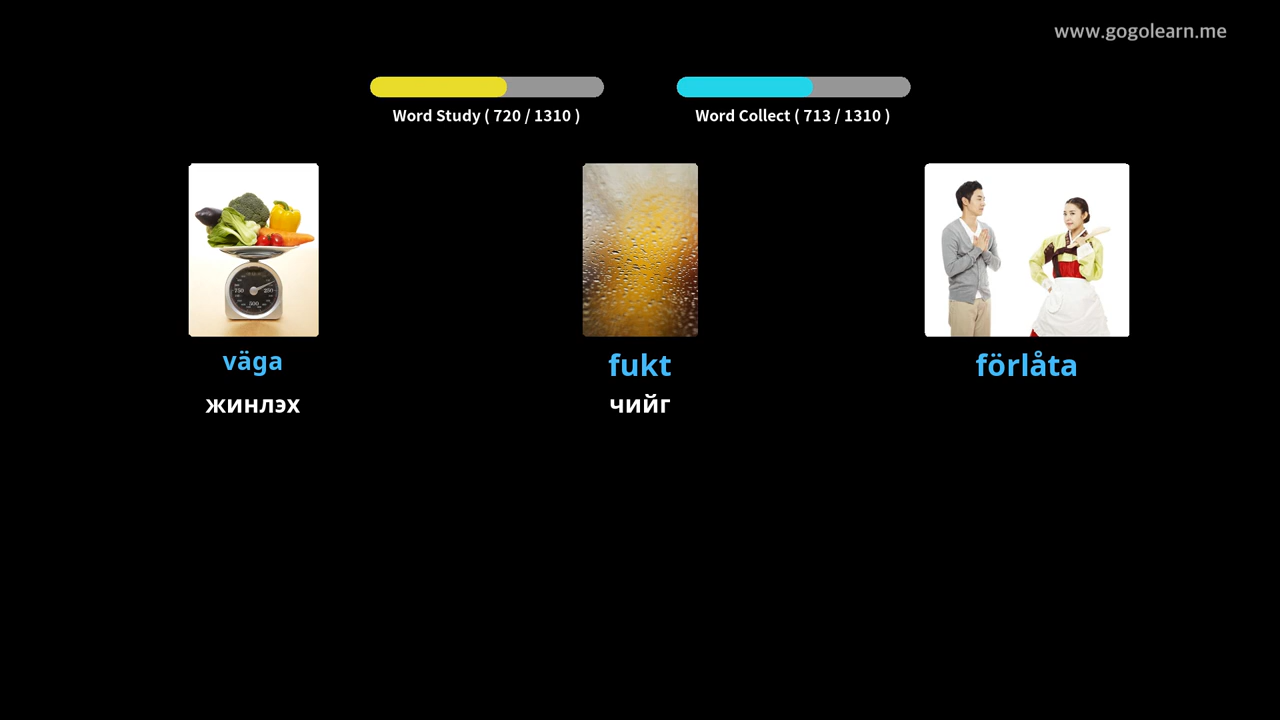 www.gogolearn.me
Word Study ( 720 / 1310 )
Word Collect ( 713 / 1310 )
väga
fukt
förlåta
жинлэх
чийг